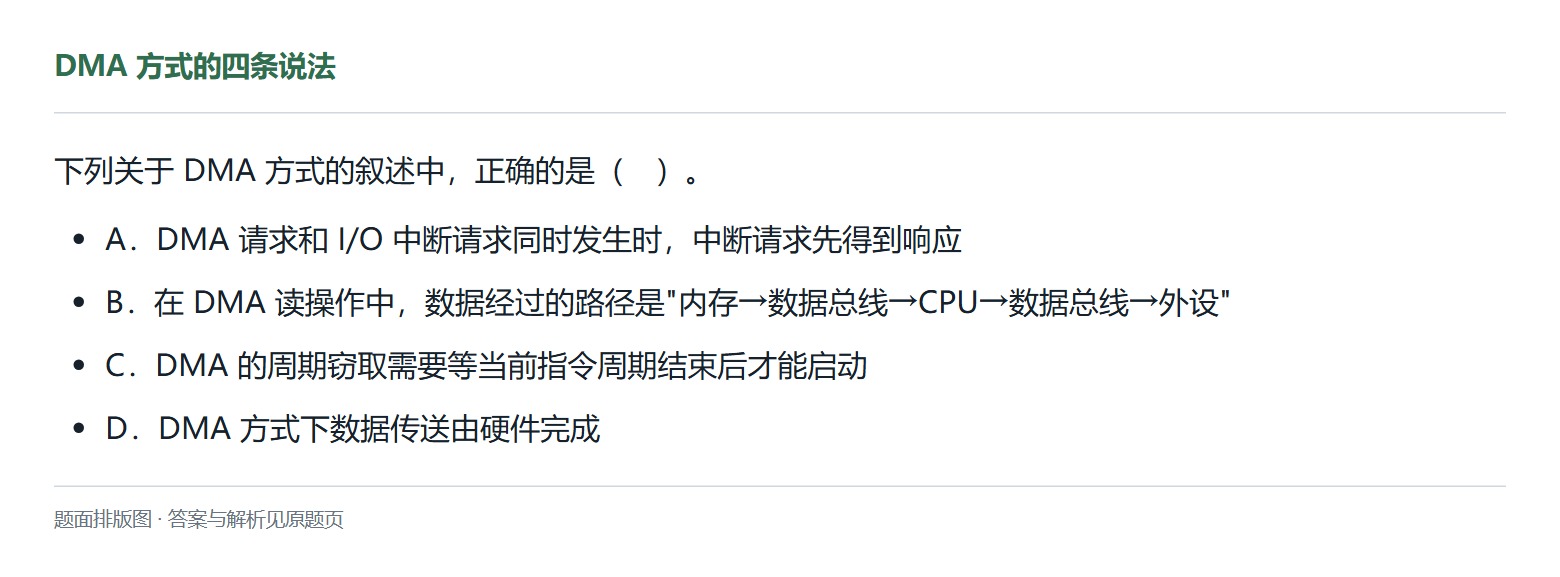 DMA 方式的四条说法
下列关于 DMA 方式的叙述中，正确的是（　）。
• A．DMA 请求和 I/O 中断请求同时发生时，中断请求先得到响应
• B．在 DMA 读操作中，数据经过的路径是"内存→数据总线→CPU→数据总线→外设"
• C．DMA 的周期窃取需要等当前指令周期结束后才能启动
• D．DMA 方式下数据传送由硬件完成
题面排版图 · 答案与解析见原题页